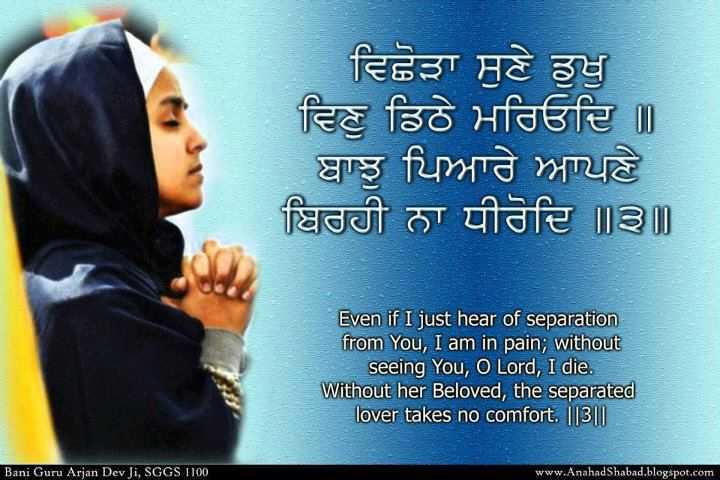 ਵਿਛੋੜਾ ਸੁਣੇ ਡੁਖੁ
ਵਿਣੁ ਡਿਠੇ ਮਰਿਓਦਿ ॥
ਬਾਝੁ ਪਿਆਰੇ ਆਪਣੇ
ਬਿਰਹੀ ਨਾ ਧੀਰੋਦਿ ॥੩॥
Even if I just hear of separation
from You, I am in pain; without
seeing You, O Lord, I die.
Without her Beloved, the separated
lover takes no comfort. ||3||
Bani Guru Arjan Dev Ji, SGGS 1100
www.AnahadShabad.blogspot.com